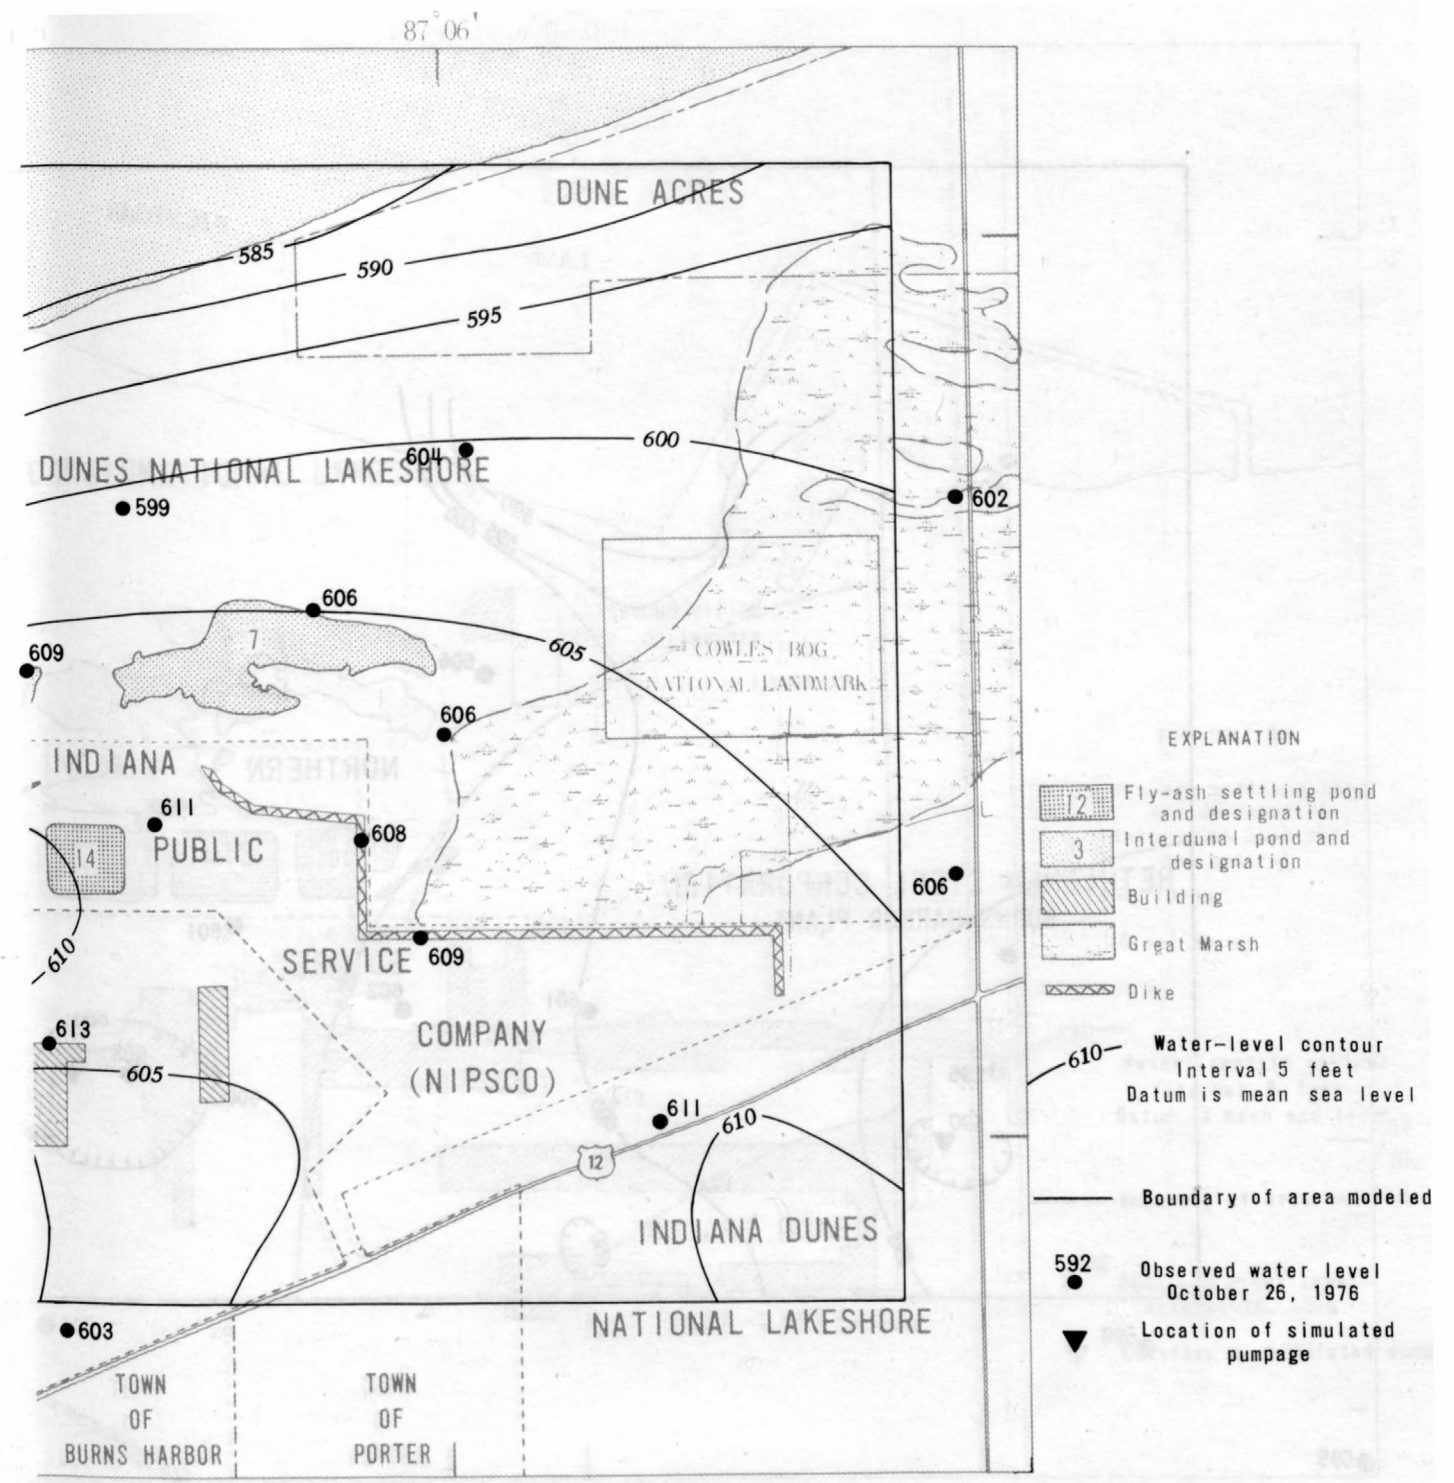 87°06'
DUNE ACRES
585
590
595
600
604
DUNES NATIONAL LAKESHORE
599
602
606
7
605
609
COWLES BOG
NATIONAL LANDMARK
606
INDIANA
611
608
PUBLIC
14
606
610
SERVICE
609
613
COMPANY
(NIPSCO)
605
611
610
12
INDIANA DUNES
NATIONAL LAKESHORE
603
TOWN
OF
BURNS HARBOR
TOWN
OF
PORTER
EXPLANATION
12
Fly-ash settling pond
and designation
3
Interdunal pond and
designation
Building
Great Marsh
Dike
610
Water-level contour
Interval 5 feet
Datum is mean sea level
Boundary of area modeled
592
Observed water level
October 26, 1976
Location of simulated
pumpage